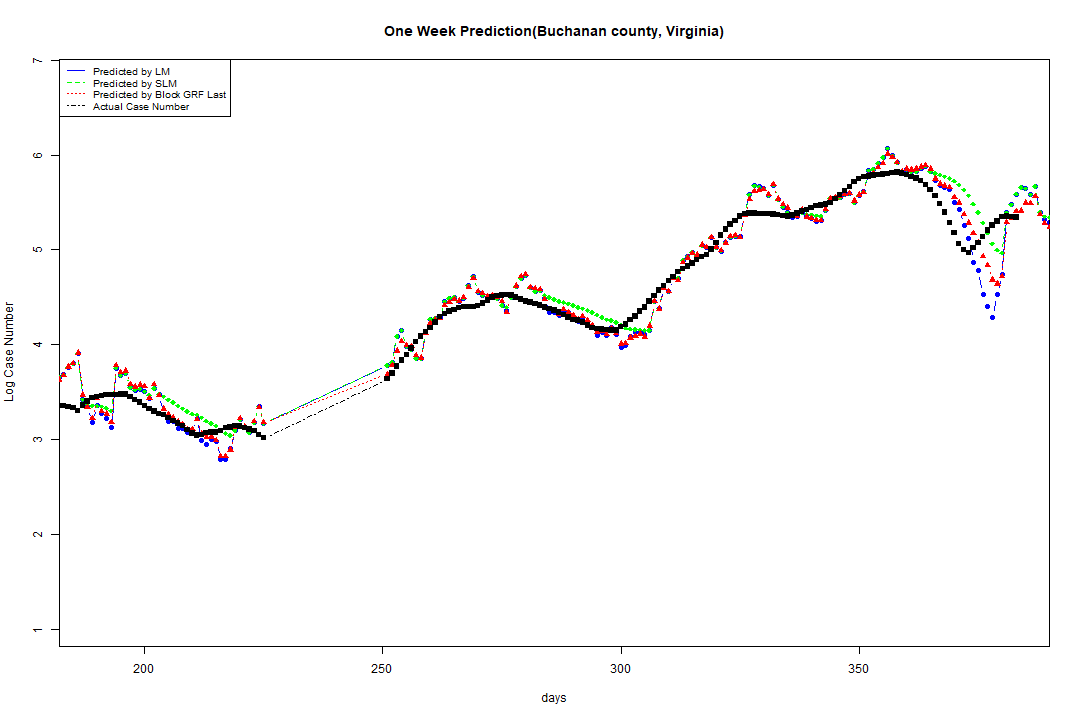 One Week Prediction(Buchanan county, Virginia)
Predicted by LM
Predicted by SLM
Predicted by Block GRF Last
Actual Case Number
7
6
5
4
3
2
1
Log Case Number
200
250
300
350
days